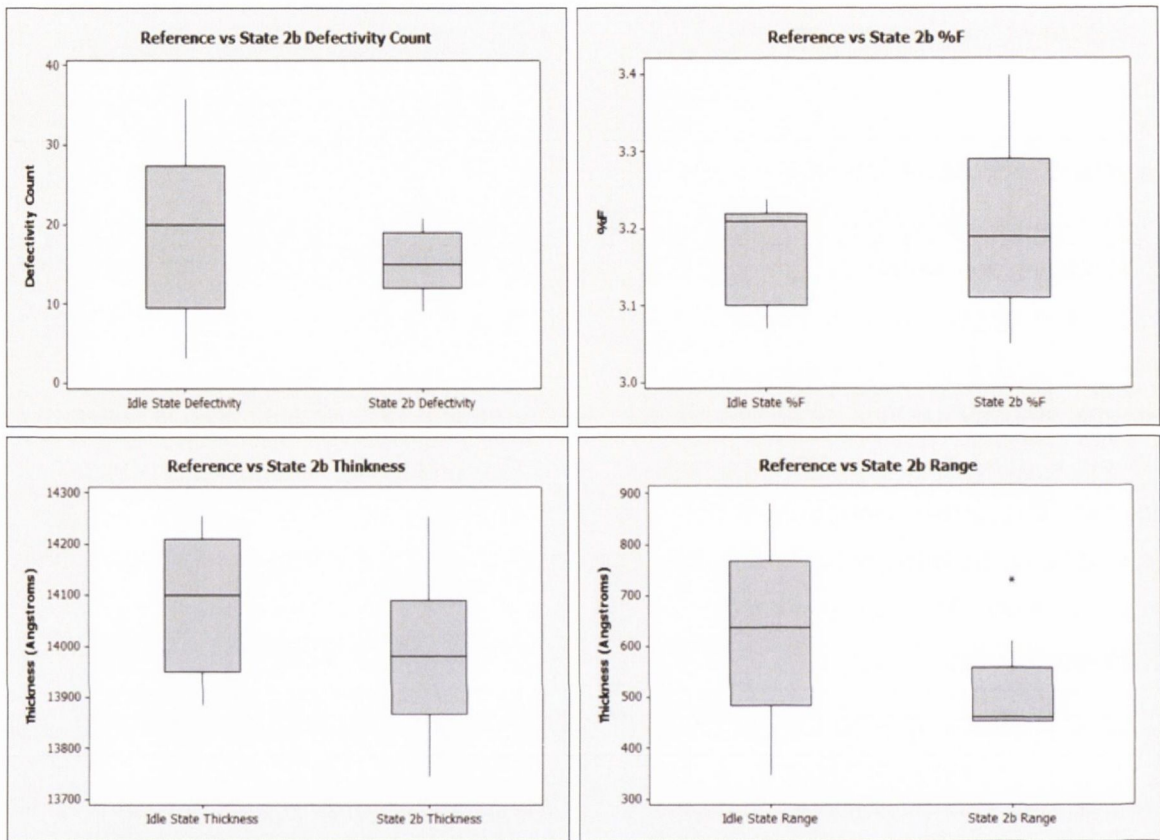 Reference vs State 2b Defectivity Count
Defectivity Count
40
30
20
10
0
Idle State Defectivity
State 2b Defectivity
Reference vs State 2b %F
%F
3.4
3.3
3.2
3.1
3.0
Idle State %F
State 2b %F
Reference vs State 2b Thinkness
Thickness (Angstroms)
14300
14200
14100
14000
13900
13800
13700
Idle State Thickness
State 2b Thickness
Reference vs State 2b Range
Thickness (Angstroms)
900
800
700
600
500
400
300
Idle State Range
State 2b Range